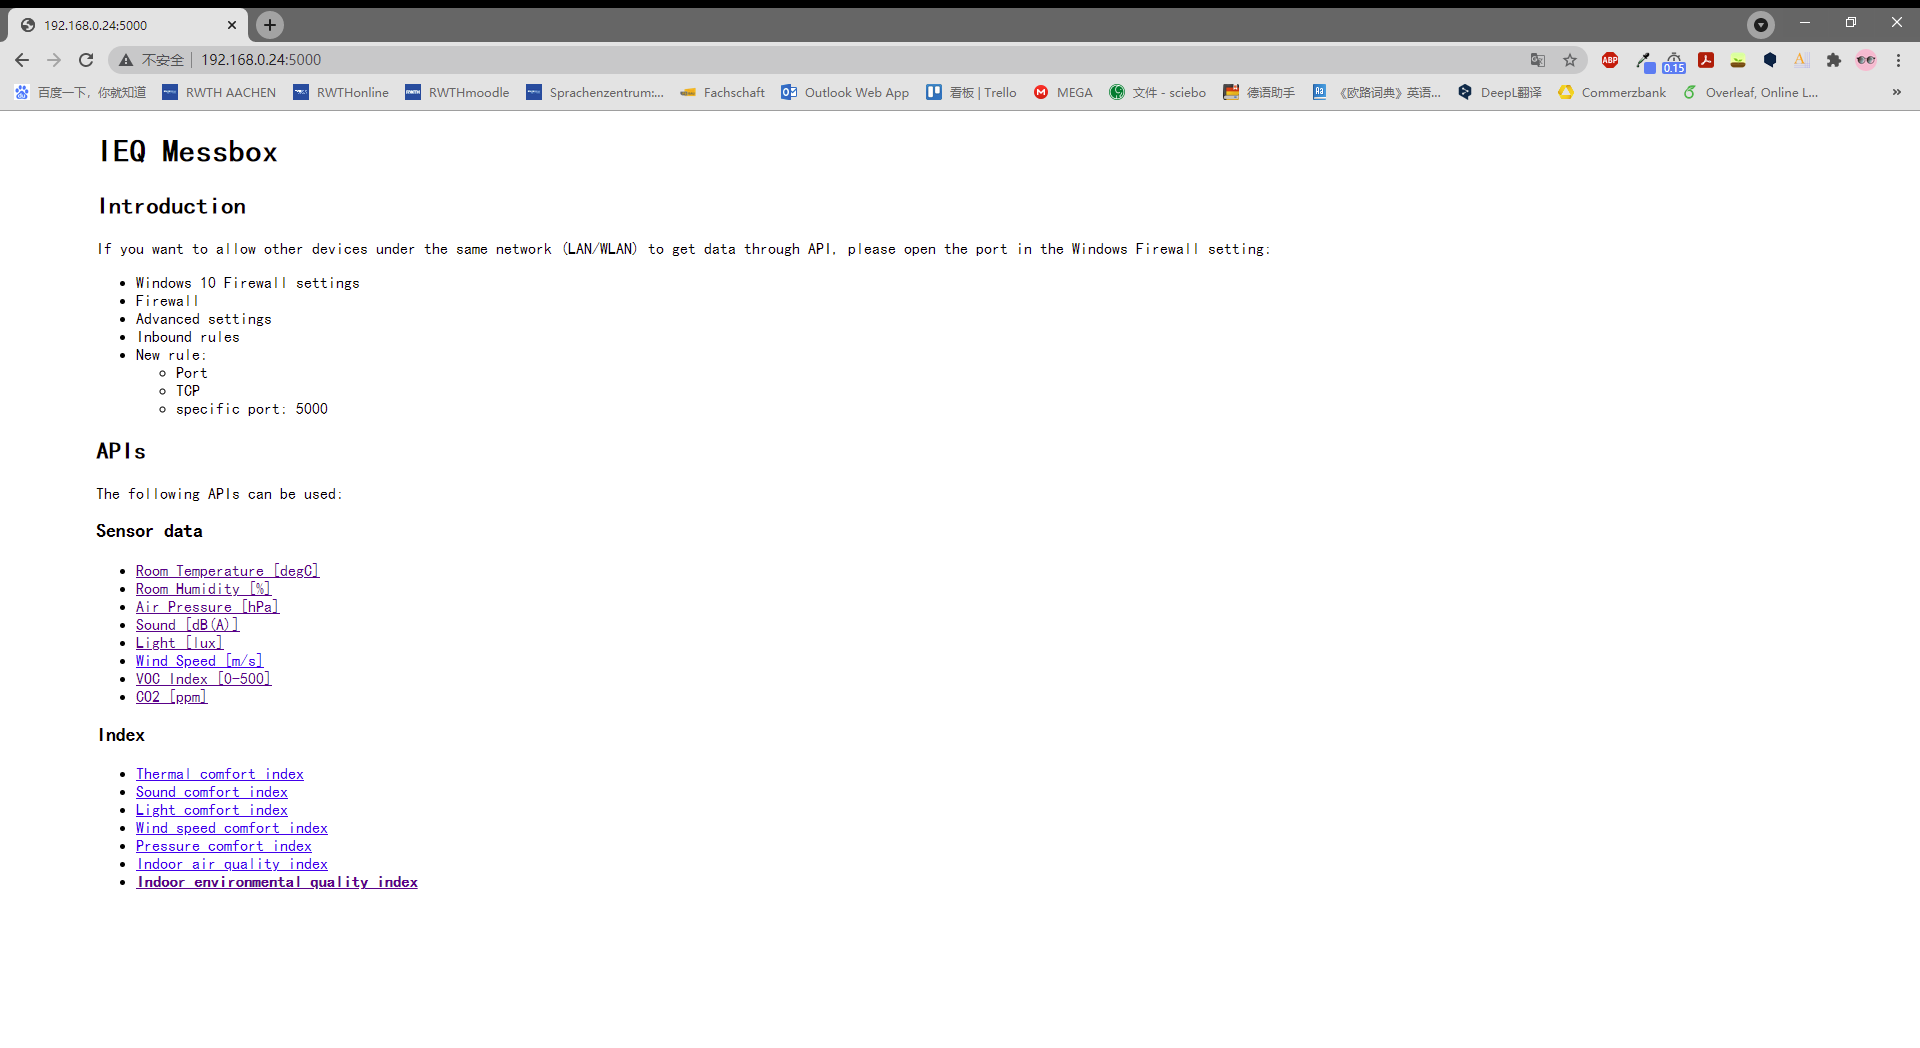 192.168.0.24:5000
不安全 192.168.0.24:5000
ABP
0.15
百度一下，你就知道 RWTH AACHEN RWTHonline RWTHmoodle Sprachenzentrum:... Fachschaft Outlook Web App 看板 | Trello MEGA 文件 - sciebo 德语助手 《欧路词典》英语... DeepL翻译 Commerzbank Overleaf, Online L... »
IEQ Messbox
Introduction
If you want to allow other devices under the same network (LAN/WLAN) to get data through API, please open the port in the Windows Firewall setting:
Windows 10 Firewall settings
Firewall
Advanced settings
Inbound rules
New rule:
Port
TCP
specific port: 5000
APIs
The following APIs can be used:
Sensor data
Room Temperature [degC]
Room Humidity [%]
Air Pressure [hPa]
Sound [dB(A)]
Light [lux]
Wind Speed [m/s]
VOC Index [0-500]
CO2 [ppm]
Index
Thermal comfort index
Sound comfort index
Light comfort index
Wind speed comfort index
Pressure comfort index
Indoor air quality index
Indoor environmental quality index